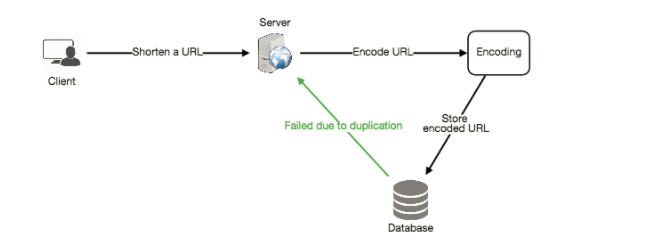 Server
Shorten a URL
Encode URL
Encoding
Client
Store
encoded URL
Failed due to duplication
Database